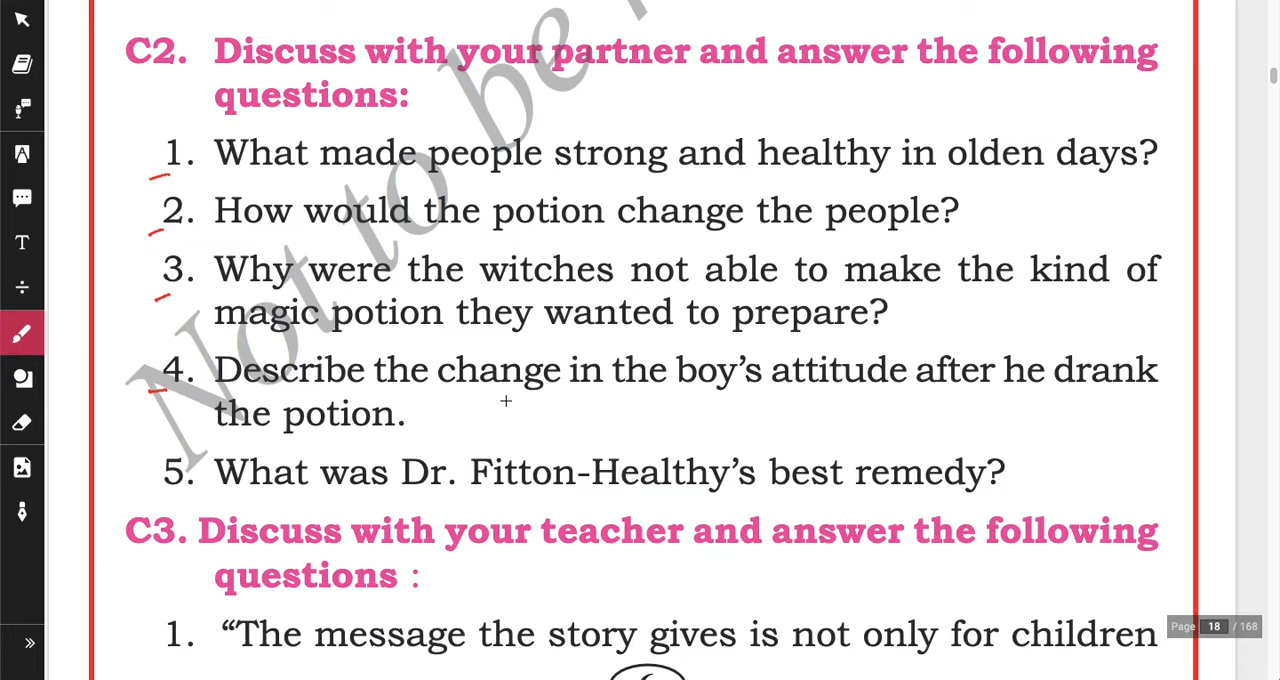 C2. Discuss with your partner and answer the following
questions:
1. What made people strong and healthy in olden days?
2. How would the potion change the people?
3. Why were the witches not able to make the kind of
magic potion they wanted to prepare?
4. Describe the change in the boy's attitude after he drank
the potion.
5. What was Dr. Fitton-Healthy's best remedy?
C3. Discuss with your teacher and answer the following
questions :
1. “The message the story gives is not only for children
Page 18 / 168
Not to be